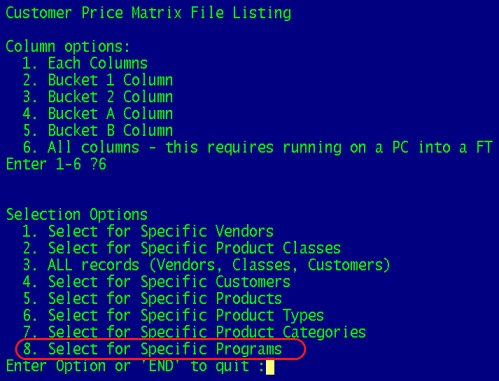 Customer Price Matrix File Listing
Column options:
1. Each Columns
2. Bucket 1 Column
3. Bucket 2 Column
4. Bucket A Column
5. Bucket B Column
6. All columns - this requires running on a PC into a FT
Enter 1-6 ?6
Selection Options
1. Select for Specific Vendors
2. Select for Specific Product Classes
3. ALL records (Vendors, Classes, Customers)
4. Select for Specific Customers
5. Select for Specific Products
6. Select for Specific Product Types
7. Select for Specific Product Categories
8. Select for Specific Programs
Enter Option or 'END' to quit :